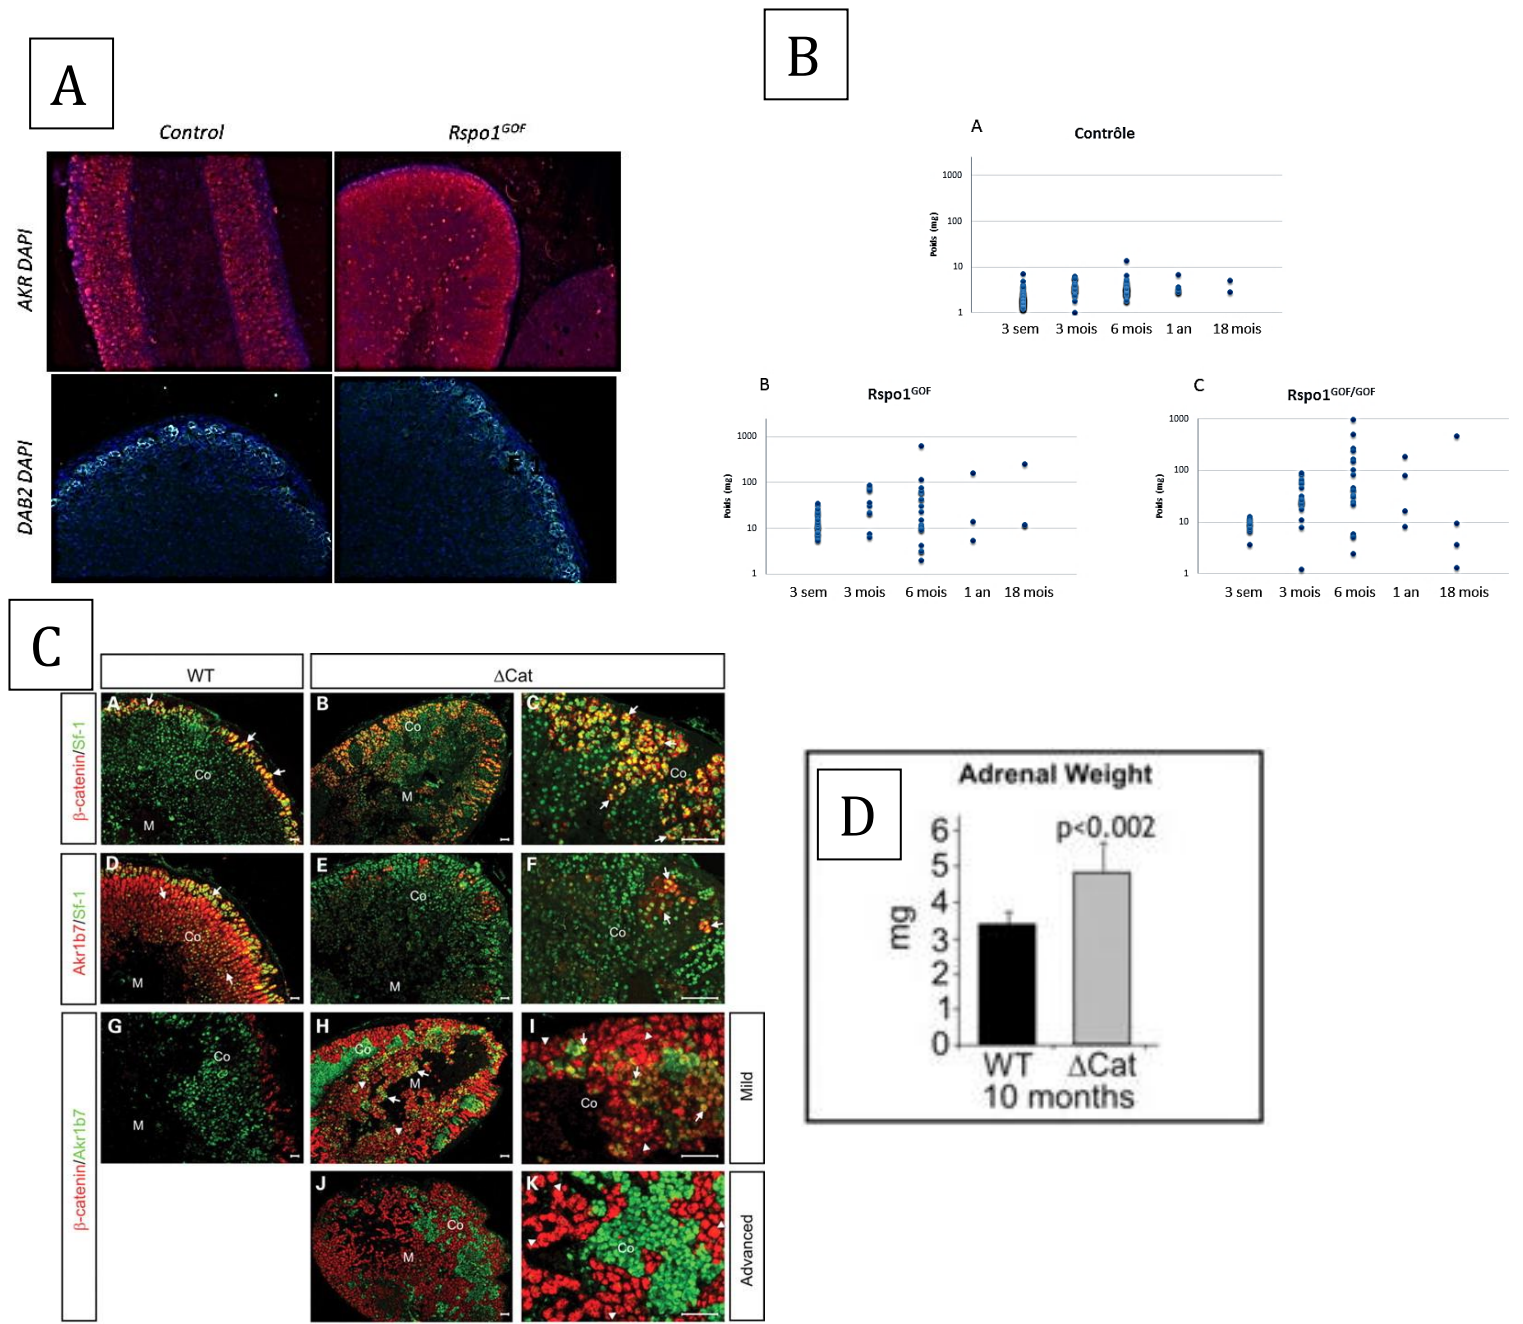 A
Control
Rspo1GOF
AKR DAPI
DAB2 DAPI
B
A
Contrôle
Poids (mg)
1000
100
10
1
3 sem 3 mois 6 mois 1 an 18 mois
B
Rspo1GOF
Poids (mg)
1000
100
10
1
3 sem 3 mois 6 mois 1 an 18 mois
C
Rspo1GOF/GOF
Poids (mg)
1000
100
10
1
3 sem 3 mois 6 mois 1 an 18 mois
C
WT
ΔCat
β-catenin/Sf-1
A
Co
M
B
Co
M
C
Co
Akr1b7/Sf-1
D
Co
M
E
Co
M
F
Co
β-catenin/Akr1b7
G
Co
M
H
Co
M
I
Co
Mild
J
Co
M
K
Co
Advanced
D
Adrenal Weight
p<0.002
mg
6
5
4
3
2
1
0
WT ΔCat
10 months